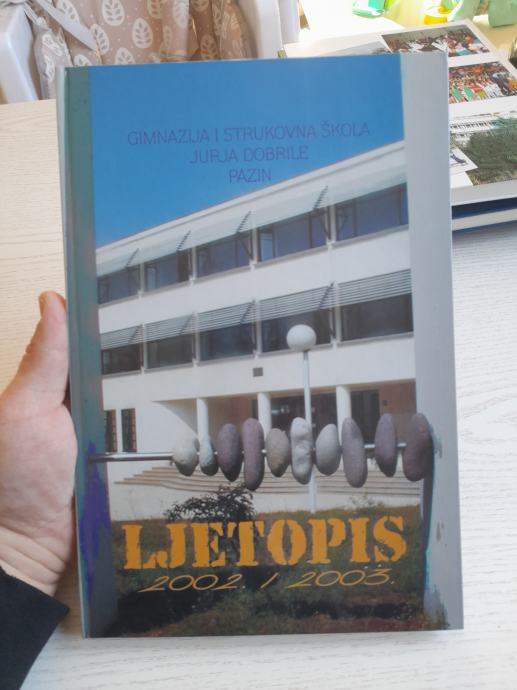 GIMNAZIJA I STRUKOVNA ŠKOLA
JURJA DOBRILE
PAZIN
LJETOPIS
2002. / 2003.